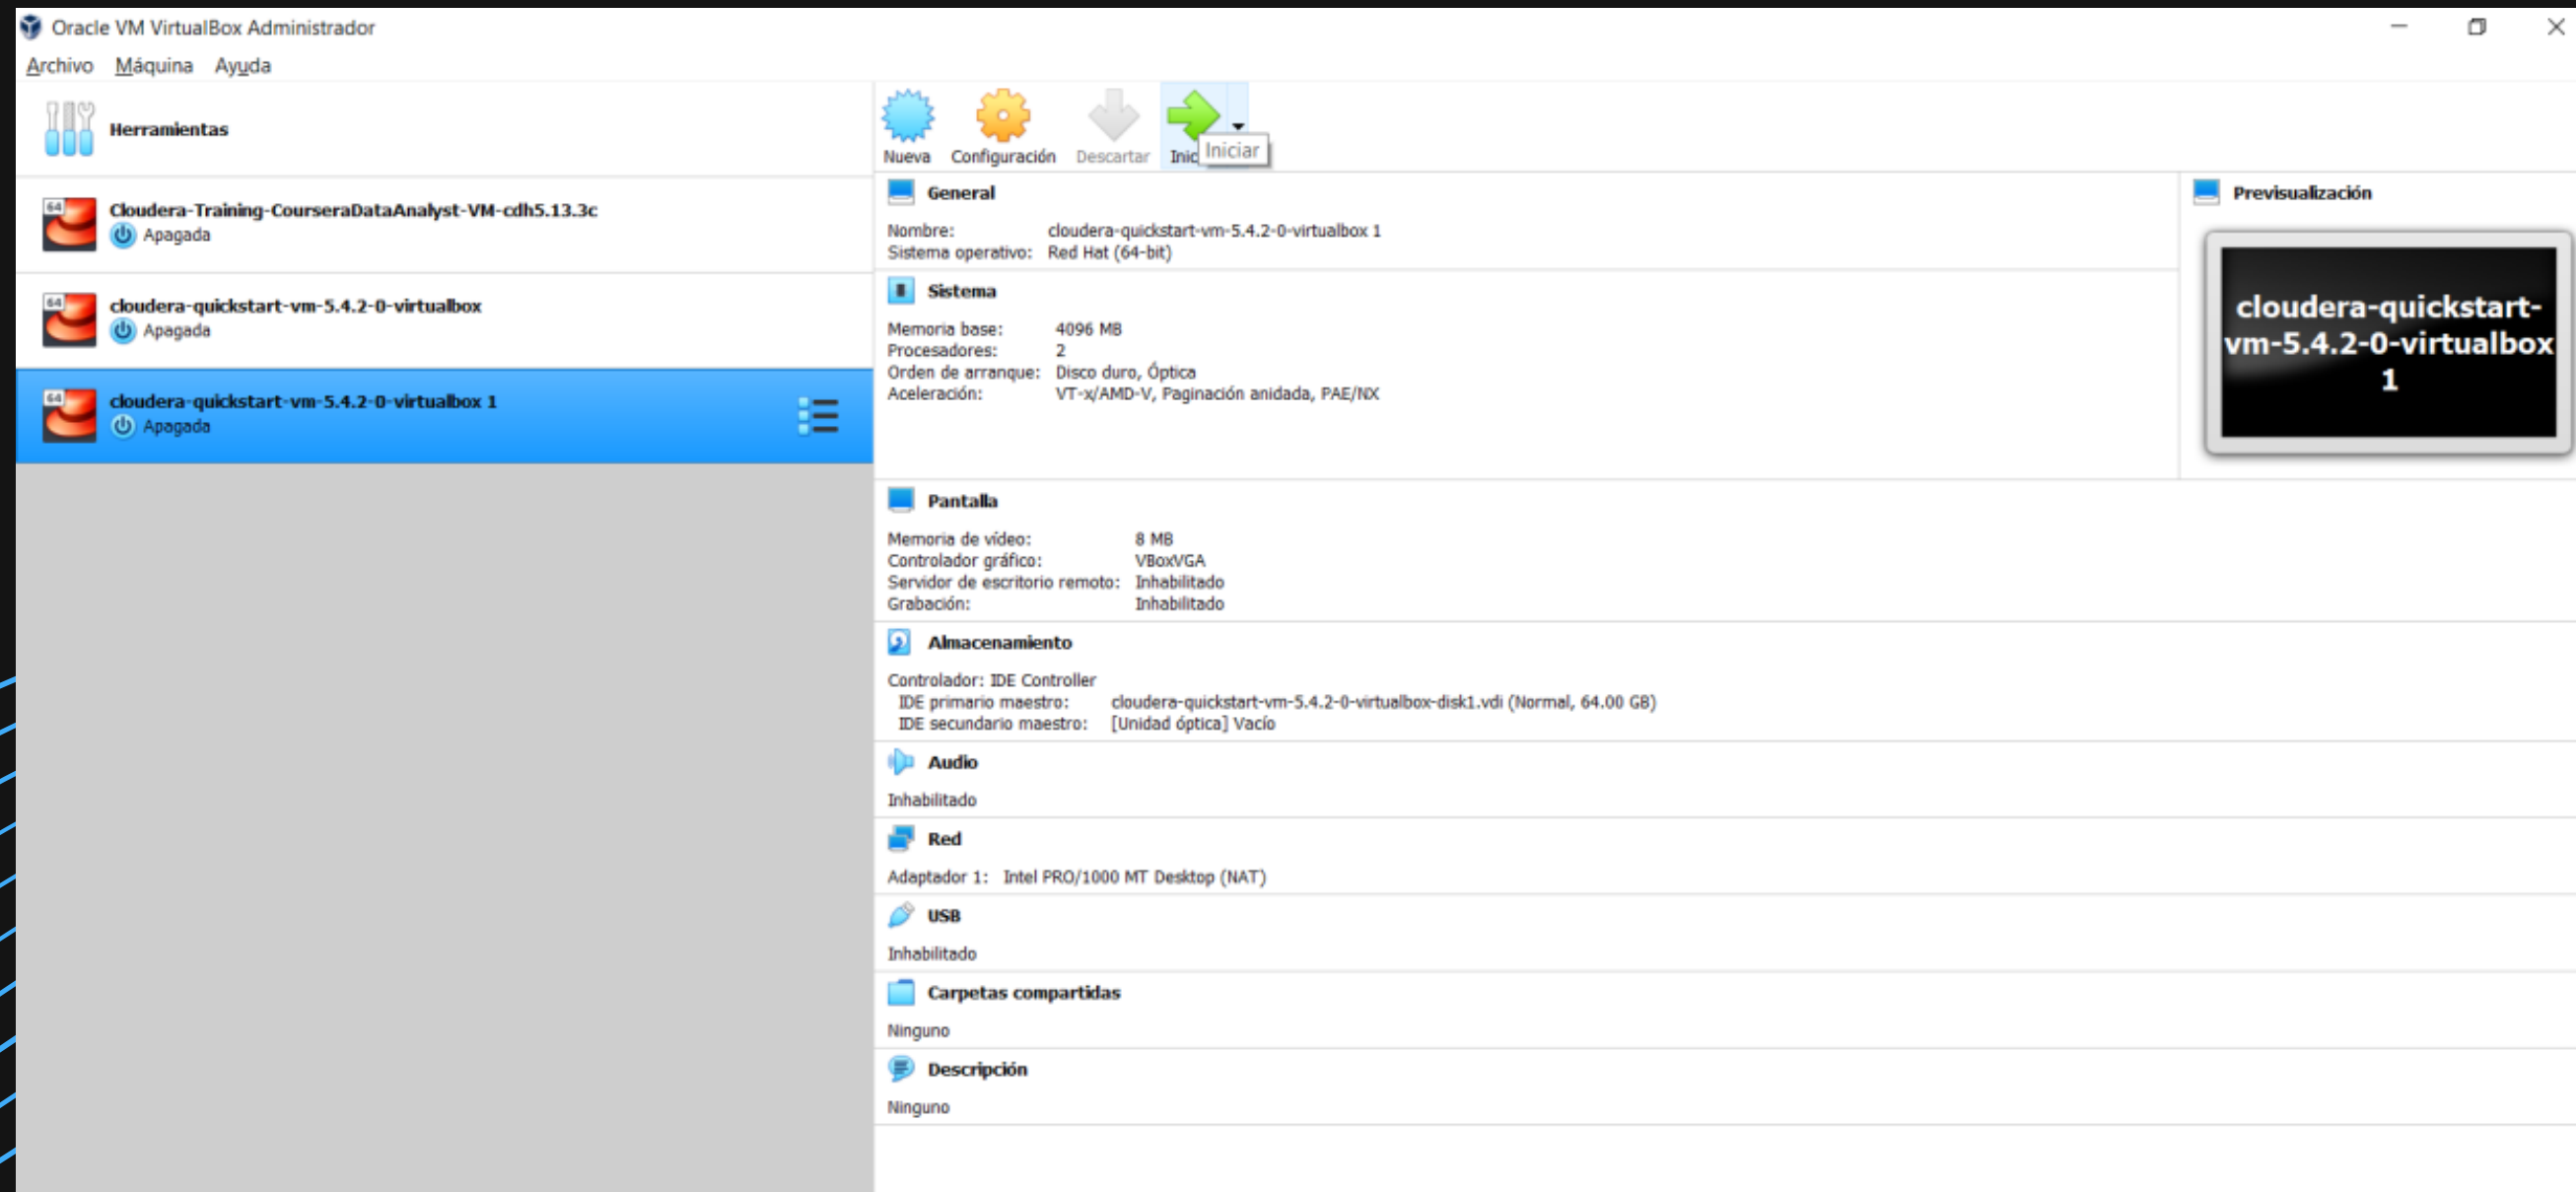 Oracle VM VirtualBox Administrador
Archivo Máquina Ayuda
Herramientas
Nueva Configuración Descartar Inic
Iniciar
64
Cloudera-Training-CourseraDataAnalyst-VM-cdh5.13.3c
Apagada
64
cloudera-quickstart-vm-5.4.2-0-virtualbox
Apagada
64
cloudera-quickstart-vm-5.4.2-0-virtualbox 1
Apagada
General
Nombre: cloudera-quickstart-vm-5.4.2-0-virtualbox 1
Sistema operativo: Red Hat (64-bit)
Sistema
Memoria base: 4096 MB
Procesadores: 2
Orden de arranque: Disco duro, Óptica
Aceleración: VT-x/AMD-V, Paginación anidada, PAE/NX
Previsualización
cloudera-quickstart-
vm-5.4.2-0-virtualbox
1
Pantalla
Memoria de vídeo: 8 MB
Controlador gráfico: VBoxVGA
Servidor de escritorio remoto: Inhabilitado
Grabación: Inhabilitado
Almacenamiento
Controlador: IDE Controller
IDE primario maestro: cloudera-quickstart-vm-5.4.2-0-virtualbox-disk1.vdi (Normal, 64.00 GB)
IDE secundario maestro: [Unidad óptica] Vacío
Audio
Inhabilitado
Red
Adaptador 1: Intel PRO/1000 MT Desktop (NAT)
USB
Inhabilitado
Carpetas compartidas
Ninguno
Descripción
Ninguno